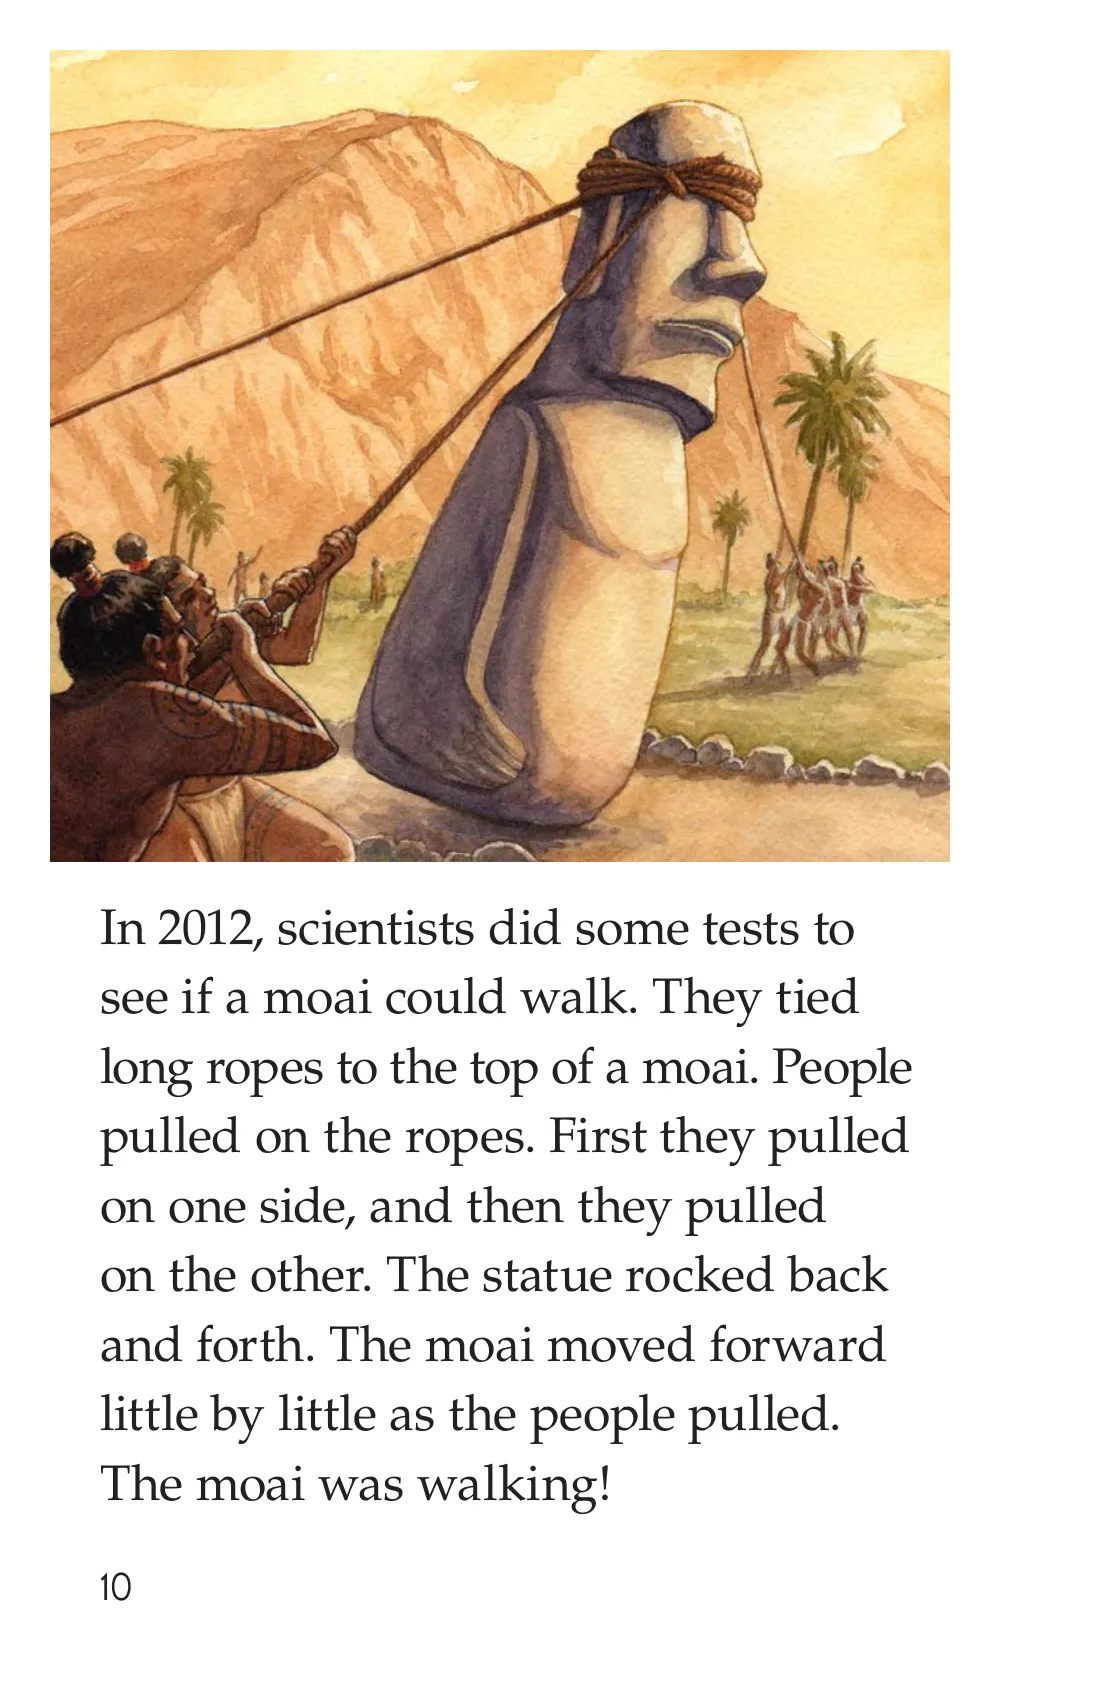 In 2012, scientists did some tests to
see if a moai could walk. They tied
long ropes to the top of a moai. People
pulled on the ropes. First they pulled
on one side, and then they pulled
on the other. The statue rocked back
and forth. The moai moved forward
little by little as the people pulled.
The moai was walking!
10